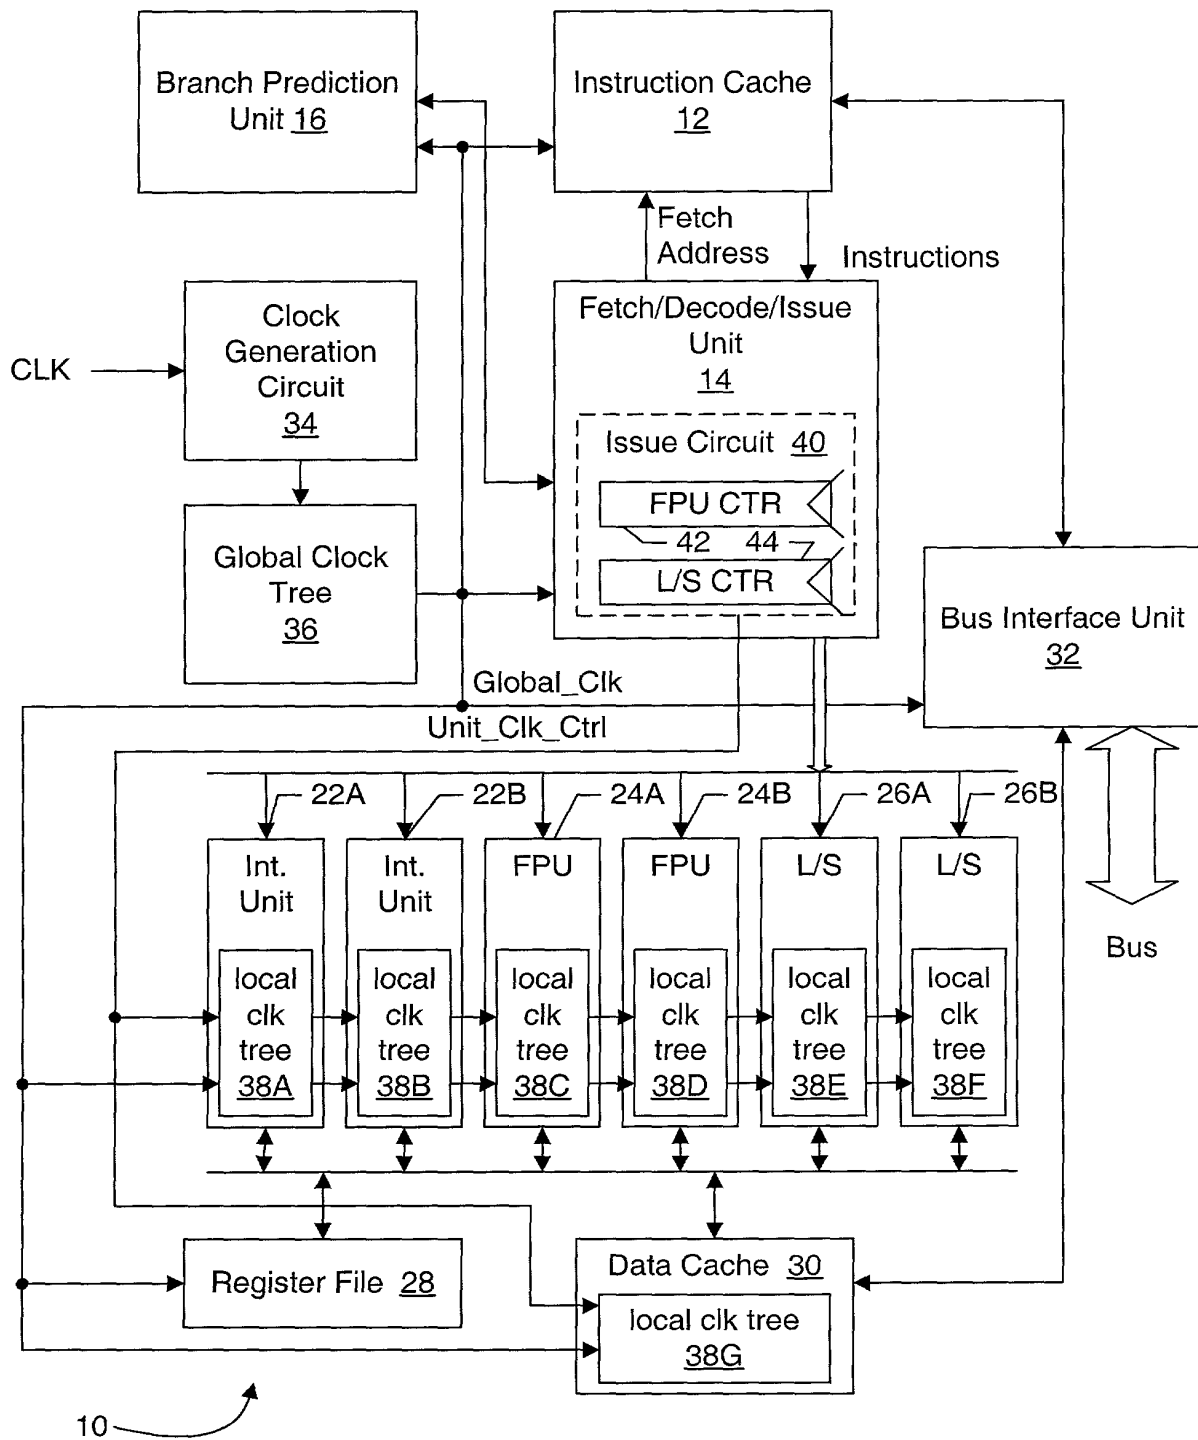 Branch Prediction
Unit 16
Instruction Cache
12
Fetch
Address
Instructions
Clock
Generation
Circuit
34
CLK
Fetch/Decode/Issue
Unit
14
Issue Circuit 40
FPU CTR
42
44
L/S CTR
Global Clock
Tree
36
Bus Interface Unit
32
Global_Clk
Unit_Clk_Ctrl
22A
22B
24A
24B
26A
26B
Int.
Unit
Int.
Unit
FPU
FPU
L/S
L/S
Bus
local
clk
tree
38A
local
clk
tree
38B
local
clk
tree
38C
local
clk
tree
38D
local
clk
tree
38E
local
clk
tree
38F
Register File 28
Data Cache 30
local clk tree
38G
10